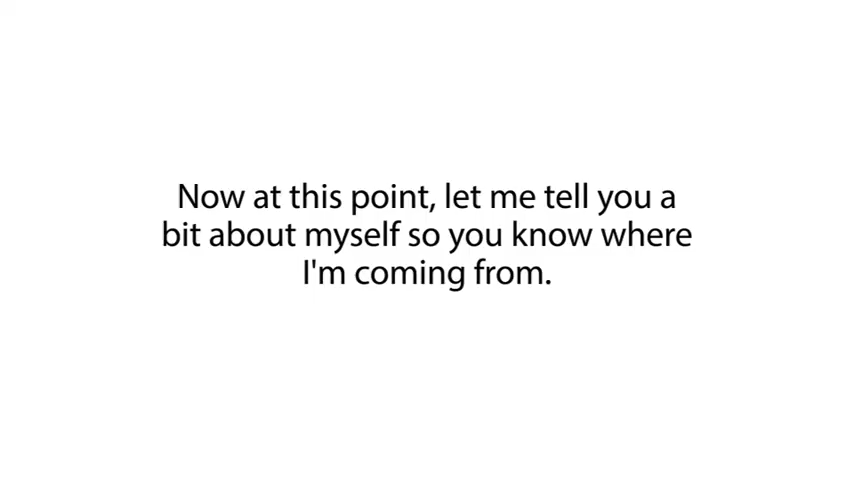 Now at this point, let me tell you a
bit about myself so you know where
I'm coming from.